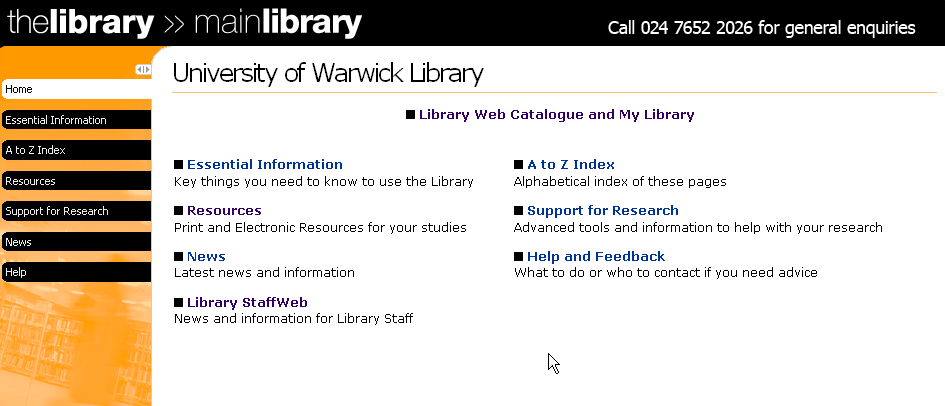 thelibrary >> mainlibrary
Call 024 7652 2026 for general enquiries
Home
Essential Information
A to Z Index
Resources
Support for Research
News
Help
University of Warwick Library
Library Web Catalogue and My Library
Essential Information
Key things you need to know to use the Library
A to Z Index
Alphabetical index of these pages
Resources
Print and Electronic Resources for your studies
Support for Research
Advanced tools and information to help with your research
News
Latest news and information
Help and Feedback
What to do or who to contact if you need advice
Library StaffWeb
News and information for Library Staff